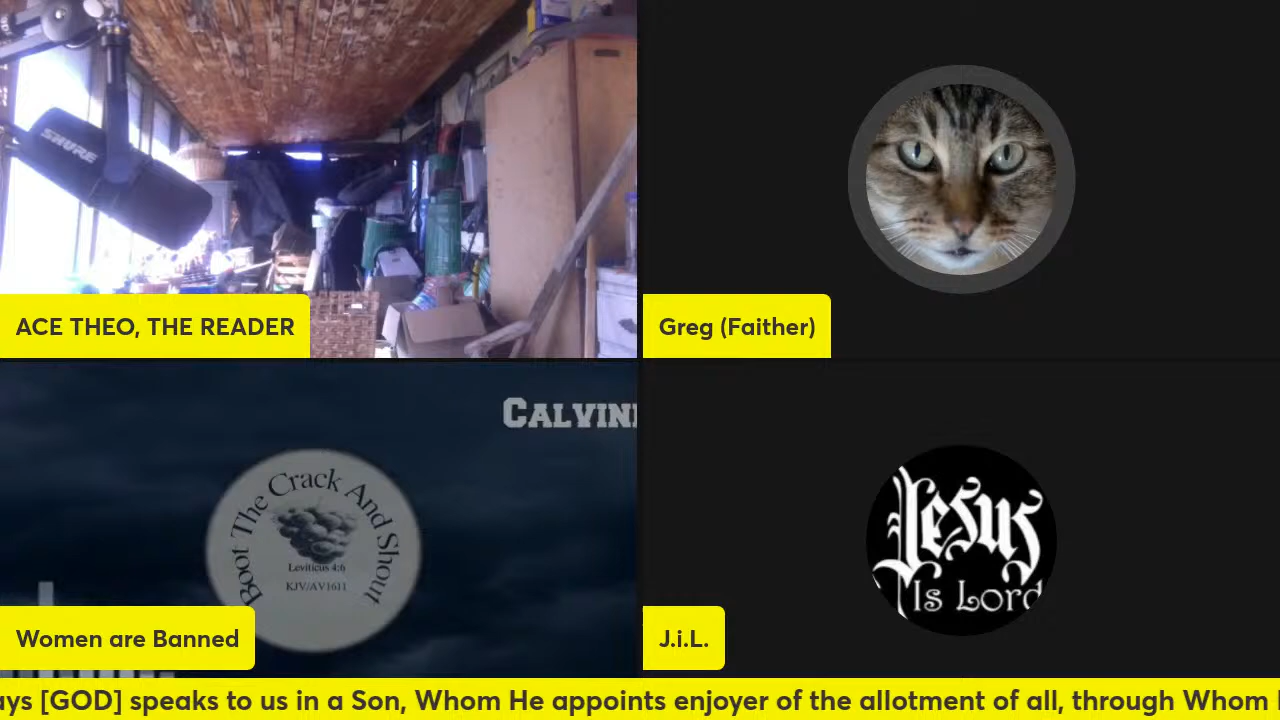 SHURE
ACE THEO, THE READER
Greg (Faither)
CALVIN
Boot The Crack And Shout
Leviticus 4:6
KJV/AV1611
Women are Banned
Jesus
Is Lord
J.i.L.
[GOD] speaks to us in a Son, Whom He appoints enjoyer of the allotment of all, through Whom